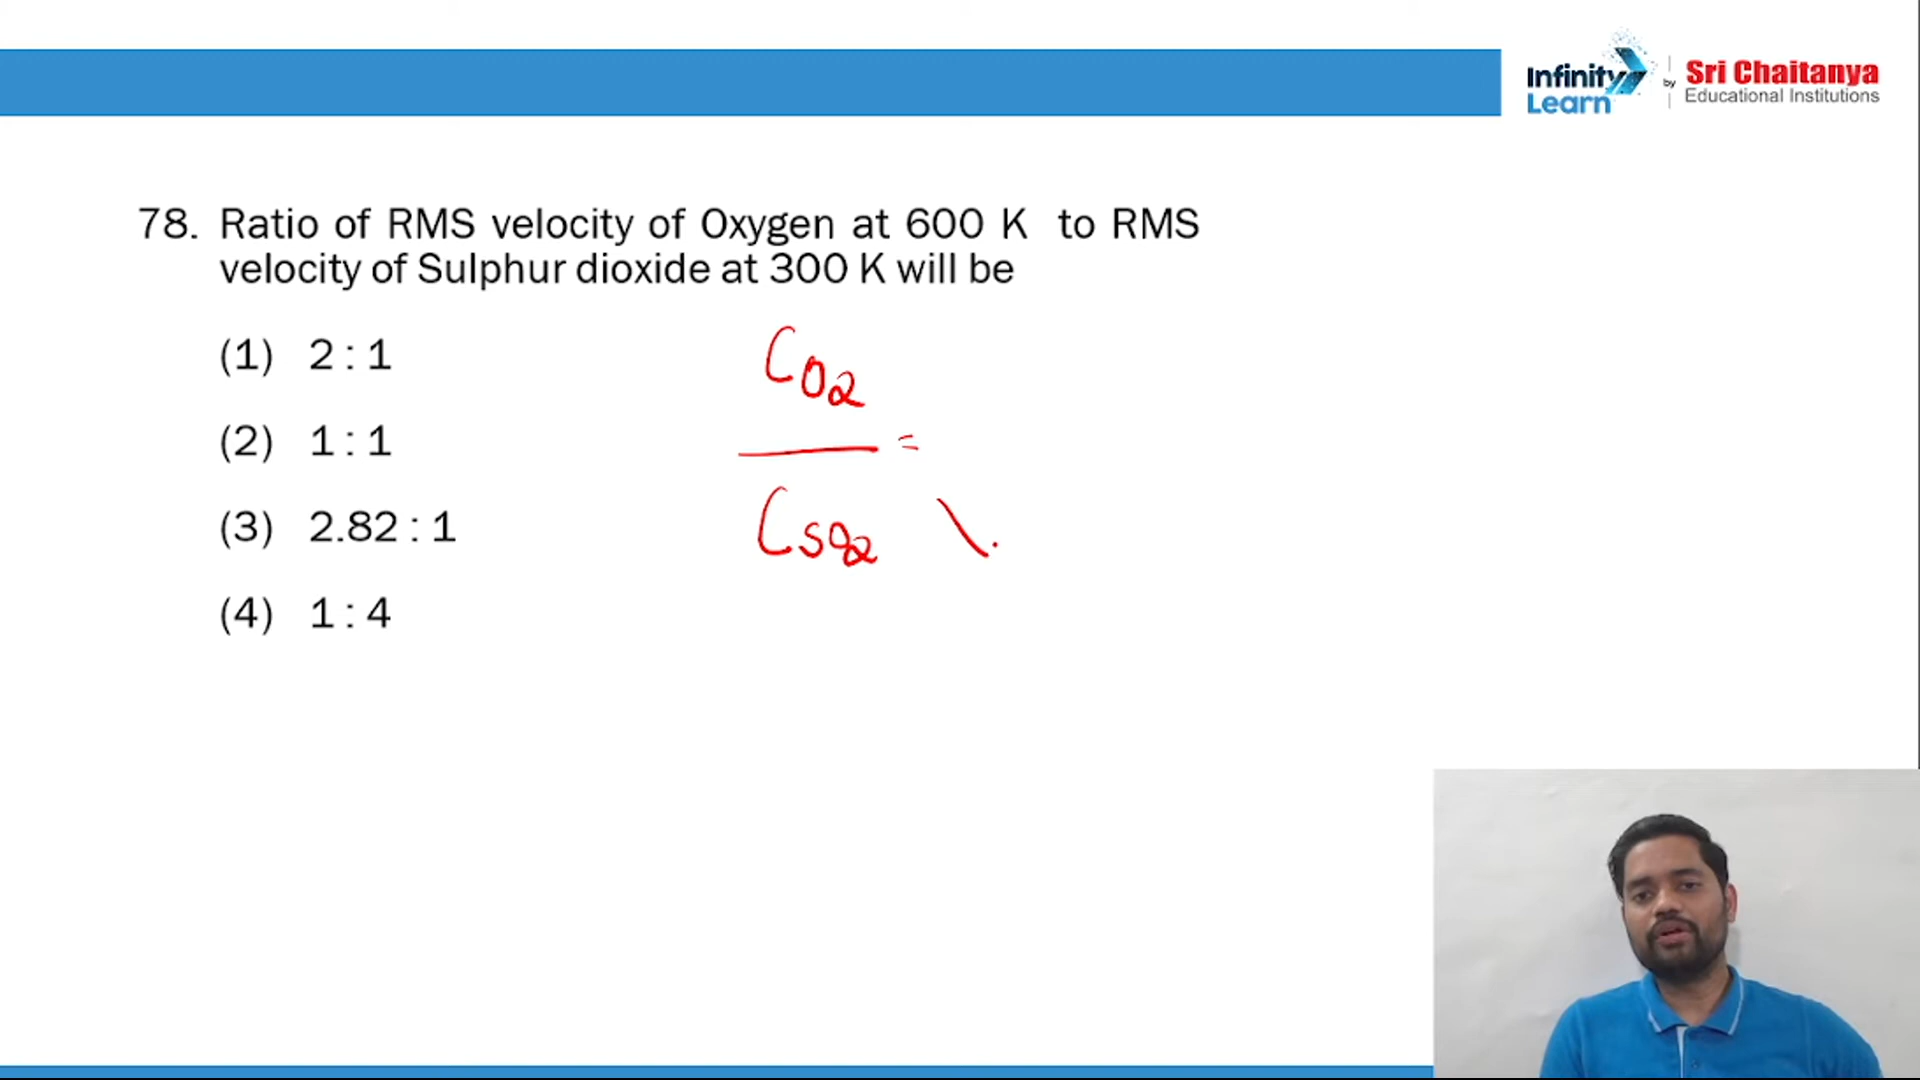 Infinity Learn
by
Sri Chaitanya
Educational Institutions
78. Ratio of RMS velocity of Oxygen at 600 K to RMS
velocity of Sulphur dioxide at 300 K will be
(1) 2 : 1
(2) 1 : 1
(3) 2.82 : 1
(4) 1 : 4
C O2
=
C SO2